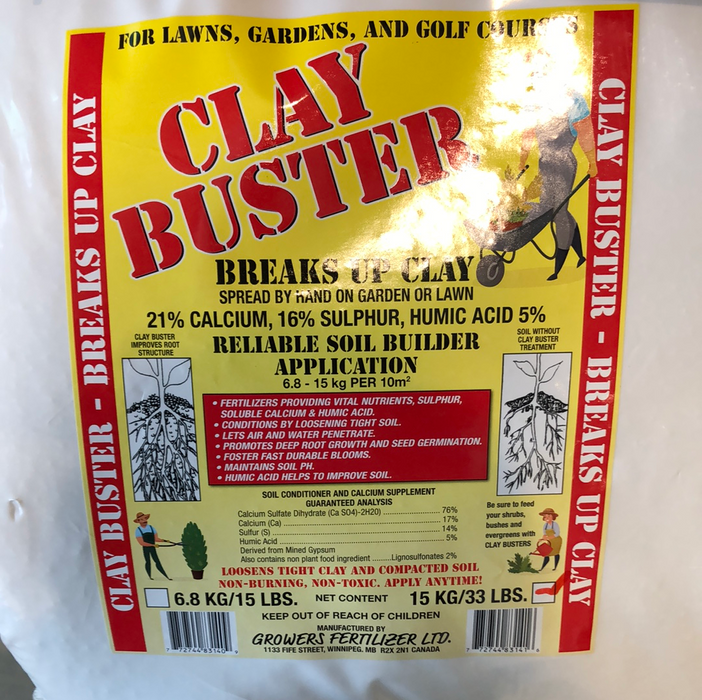 FOR LAWNS, GARDENS, AND GOLF COURSES
CLAY
BUSTER
BREAKS UP CLAY
SPREAD BY HAND ON GARDEN OR LAWN
21% CALCIUM, 16% SULPHUR, HUMIC ACID 5%
CLAY BUSTER
IMPROVES ROOT
STRUCTURE
RELIABLE SOIL BUILDER
APPLICATION
6.8 - 15 kg PER 10m²
SOIL WITHOUT
CLAY BUSTER
TREATMENT
• FERTILIZERS PROVIDING VITAL NUTRIENTS, SULPHUR,
SOLUBLE CALCIUM & HUMIC ACID.
• CONDITIONS BY LOOSENING TIGHT SOIL.
• LETS AIR AND WATER PENETRATE.
• PROMOTES DEEP ROOT GROWTH AND SEED GERMINATION.
• FOSTER FAST DURABLE BLOOMS.
• MAINTAINS SOIL PH.
• HUMIC ACID HELPS TO IMPROVE SOIL.
SOIL CONDITIONER AND CALCIUM SUPPLEMENT
GUARANTEED ANALYSIS
Calcium Sulfate Dihydrate (Ca SO4)-2H20) 76%
Calcium (Ca) 17%
Sulfur (S) 14%
Humic Acid 5%
Derived from Mined Gypsum
Also contains non plant food ingredient Lignosulfonates 2%
Be sure to feed
your shrubs,
bushes and
evergreens with
CLAY BUSTERS
LOOSENS TIGHT CLAY AND COMPACTED SOIL
NON-BURNING, NON-TOXIC. APPLY ANYTIME!
6.8 KG/15 LBS. NET CONTENT 15 KG/33 LBS.
KEEP OUT OF REACH OF CHILDREN
MANUFACTURED BY
GROWERS FERTILIZER LTD.
1133 FIFE STREET, WINNIPEG. MB R2X 2N1 CANADA
7 72744 83140 9
7 72744 83141 6
CLAY BUSTER - BREAKS UP CLAY
CLAY BUSTER - BREAKS UP CLAY